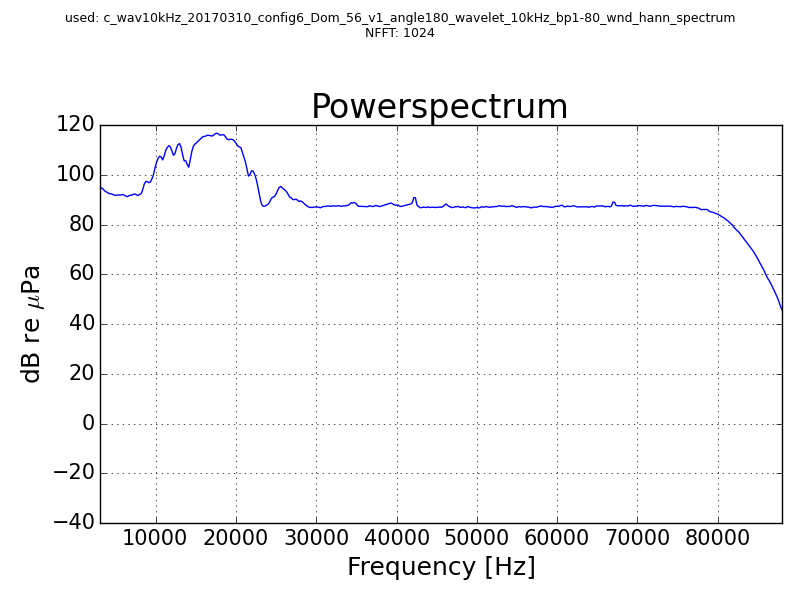 used: c_wav10kHz_20170310_config6_Dom_56_v1_angle180_wavelet_10kHz_bp1-80_wnd_hann_spectrum
NFFT: 1024
Powerspectrum
120
100
80
60
40
20
0
−20
−40
dB re μPa
10000 20000 30000 40000 50000 60000 70000 80000
Frequency [Hz]